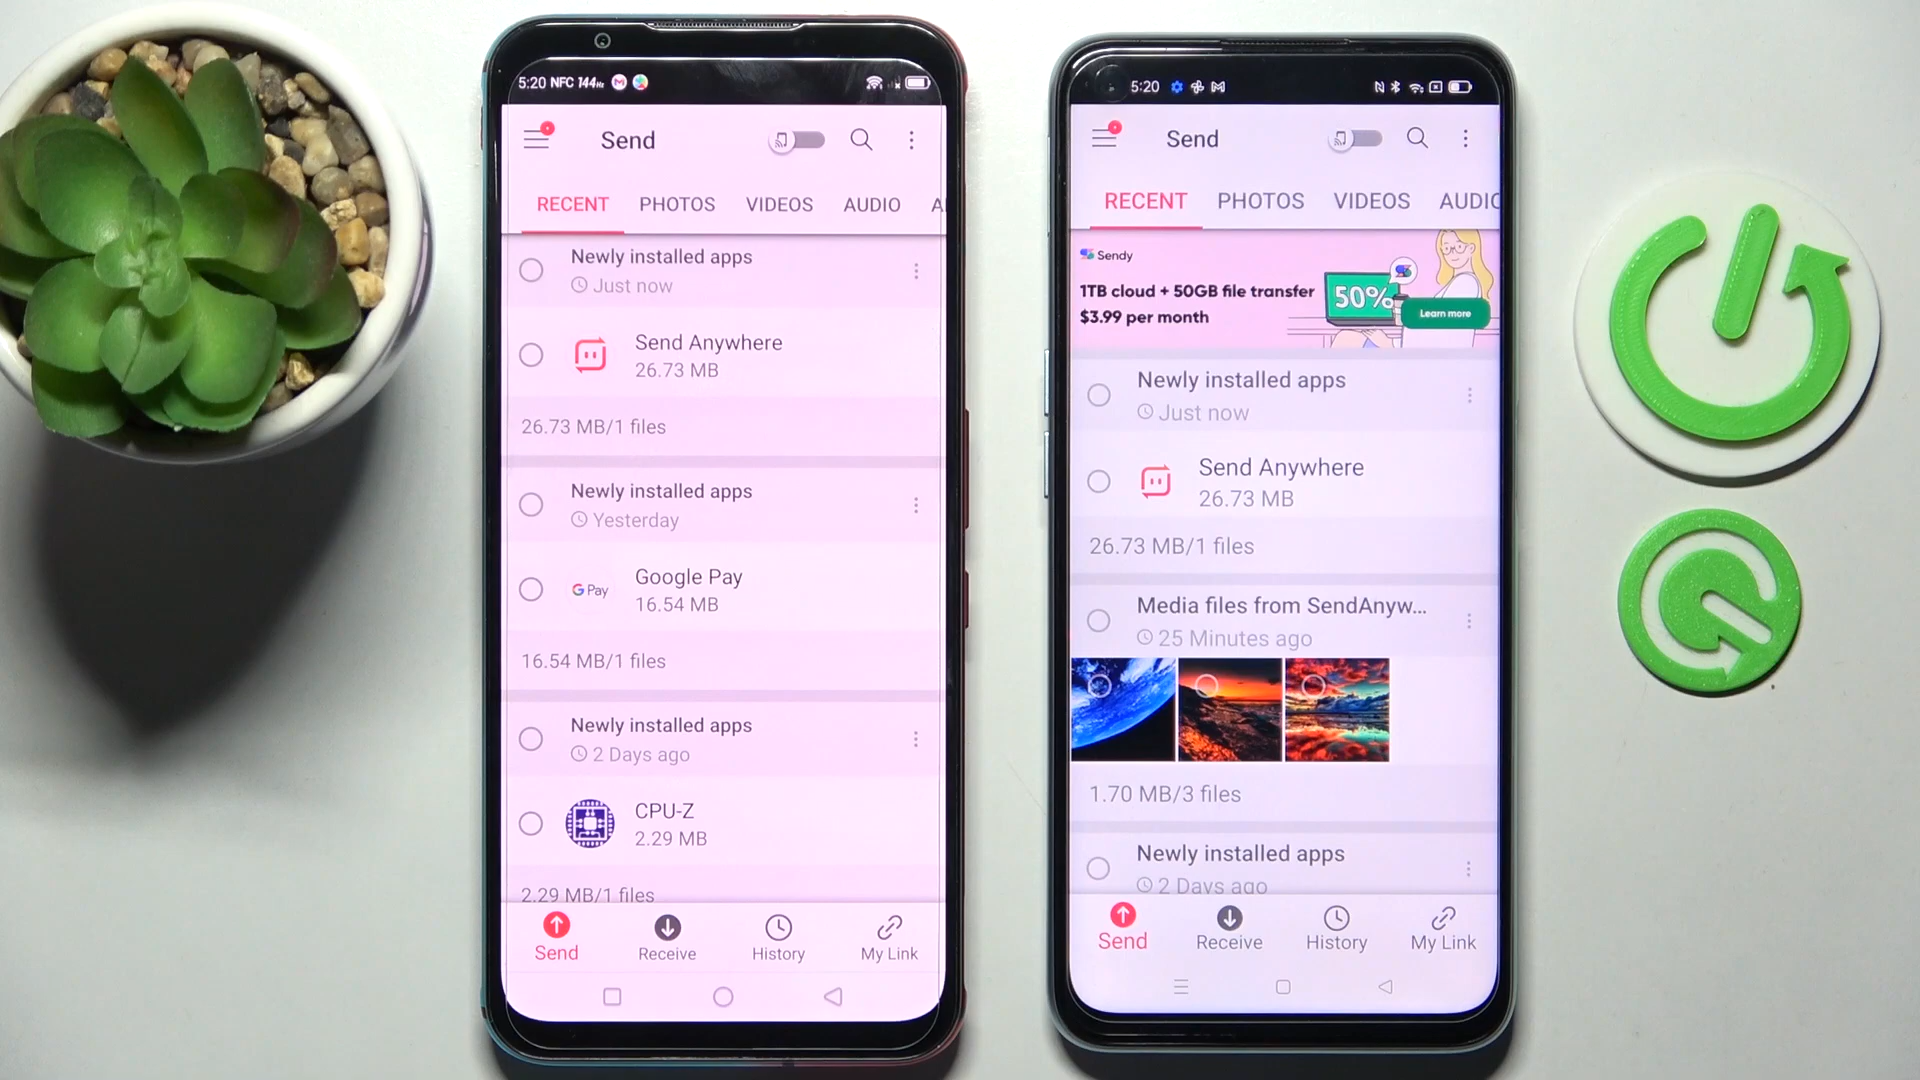 5:20 NFC 144Hz
Send
RECENT PHOTOS VIDEOS AUDIO
Newly installed apps
Just now
Send Anywhere
26.73 MB
26.73 MB/1 files
Newly installed apps
Yesterday
G Pay
Google Pay
16.54 MB
16.54 MB/1 files
Newly installed apps
2 Days ago
CPU-Z
2.29 MB
2.29 MB/1 files
Send Receive History My Link
5:20
Send
RECENT PHOTOS VIDEOS AUDIO
Sendy
1TB cloud + 50GB file transfer
$3.99 per month
50%
Learn more
Newly installed apps
Just now
Send Anywhere
26.73 MB
26.73 MB/1 files
Media files from SendAnyw...
25 Minutes ago
1.70 MB/3 files
Newly installed apps
2 Days ago
Send Receive History My Link